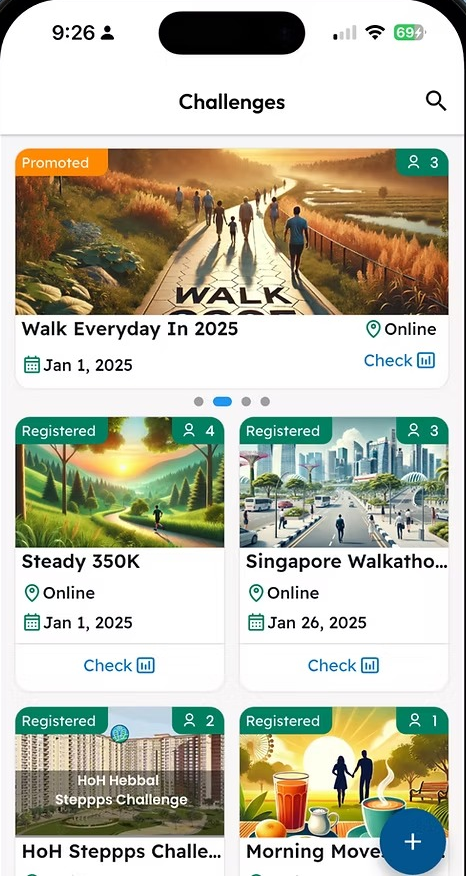 9:26
69
Challenges
Promoted
3
WALK
Walk Everyday In 2025
Online
Jan 1, 2025
Check
Registered
4
Registered
3
Steady 350K
Singapore Walkatho...
Online
Online
Jan 1, 2025
Jan 26, 2025
Check
Check
Registered
2
Registered
1
HoH Hebbal
Steppps Challenge
HoH Steppps Challe...
Morning Move